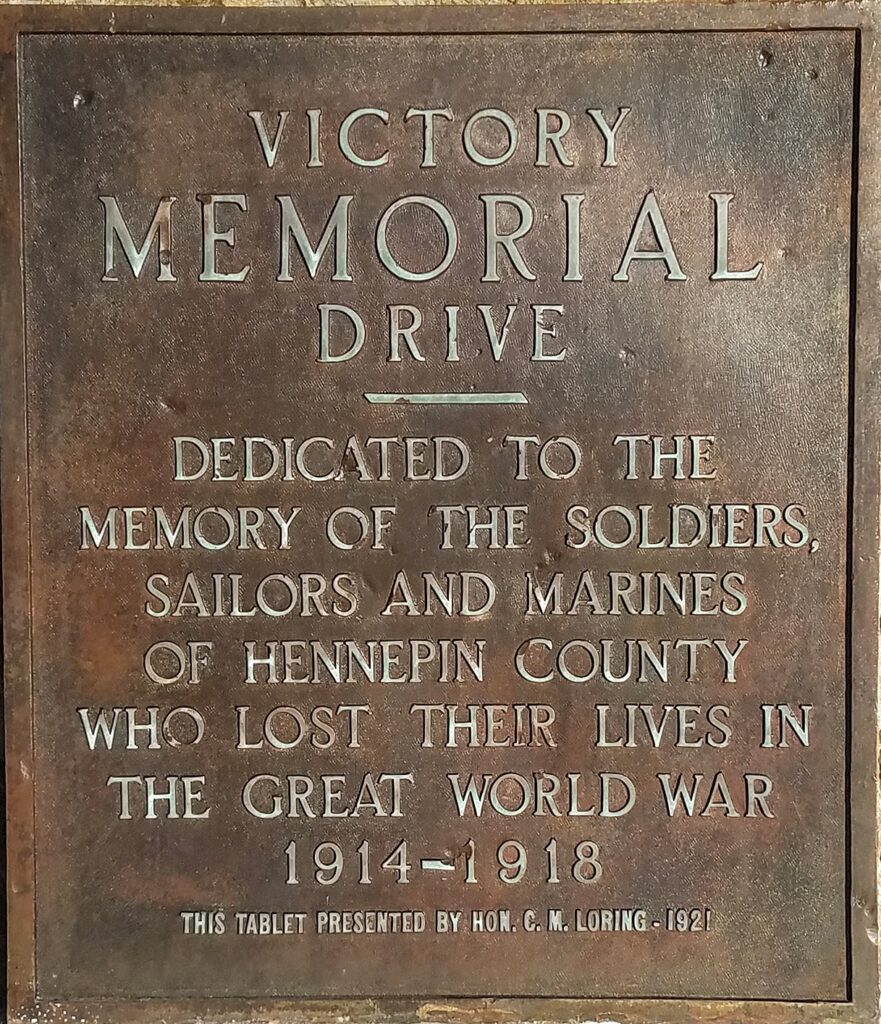 VICTORY
MEMORIAL
DRIVE
DEDICATED TO THE
MEMORY OF THE SOLDIERS,
SAILORS AND MARINES
OF HENNEPIN COUNTY
WHO LOST THEIR LIVES IN
THE GREAT WORLD WAR
1914-1918
THIS TABLET PRESENTED BY HON. C. M. LORING - 1921